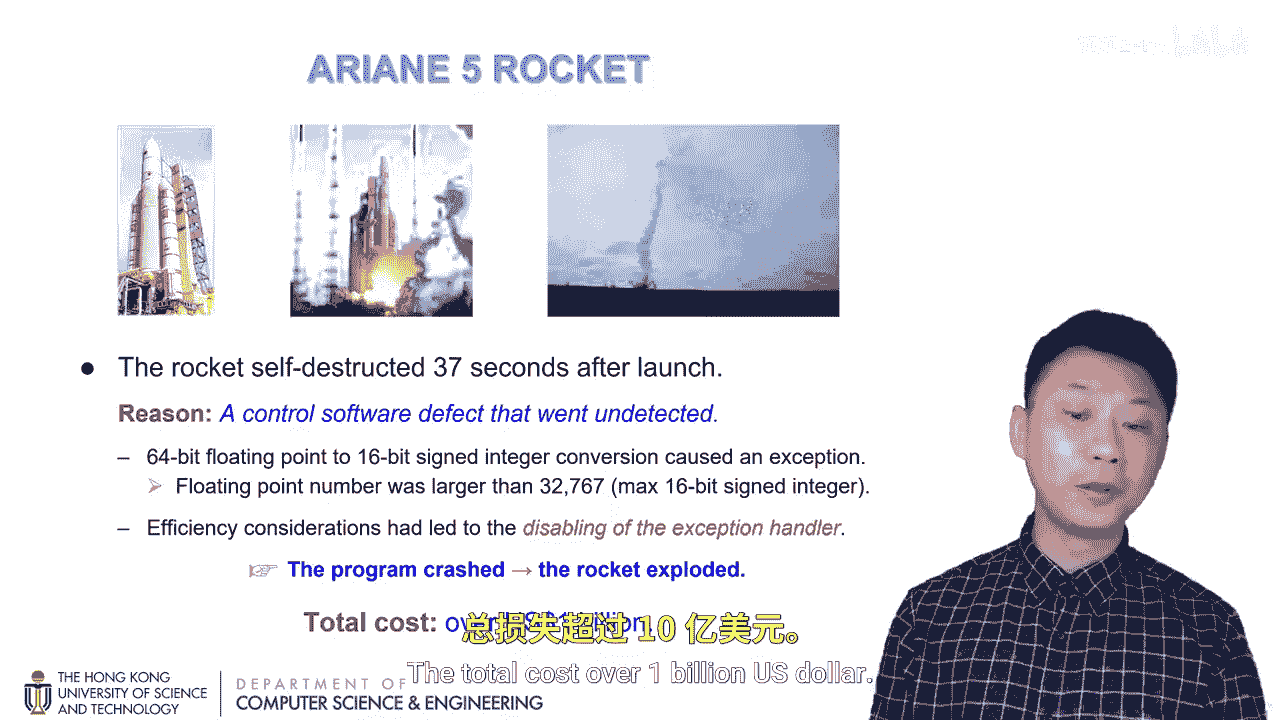 ARIANE 5 ROCKET
● The rocket self-destructed 37 seconds after launch.
Reason: A control software defect that went undetected.
– 64-bit floating point to 16-bit signed integer conversion caused an exception.
➢ Floating point number was larger than 32,767 (max 16-bit signed integer).
– Efficiency considerations had led to the disabling of the exception handler.
☞ The program crashed → the rocket exploded.
Total cost:
总损失超过 10 亿美元。
The total cost over 1 billion US dollar.
THE HONG KONG
UNIVERSITY OF SCIENCE
AND TECHNOLOGY
DEPARTMENT OF
COMPUTER SCIENCE & ENGINEERING